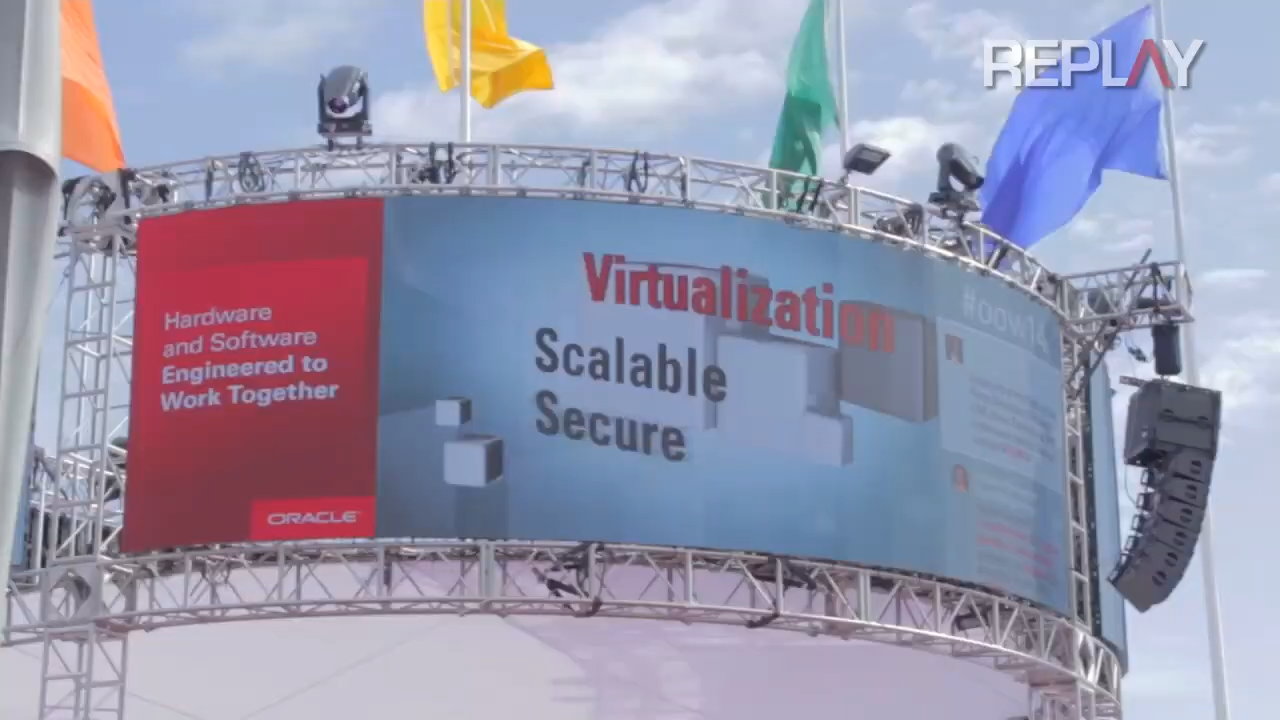 REPLAY
Hardware
and Software
Engineered to
Work Together
ORACLE
Virtualization
Scalable
Secure
#oow14